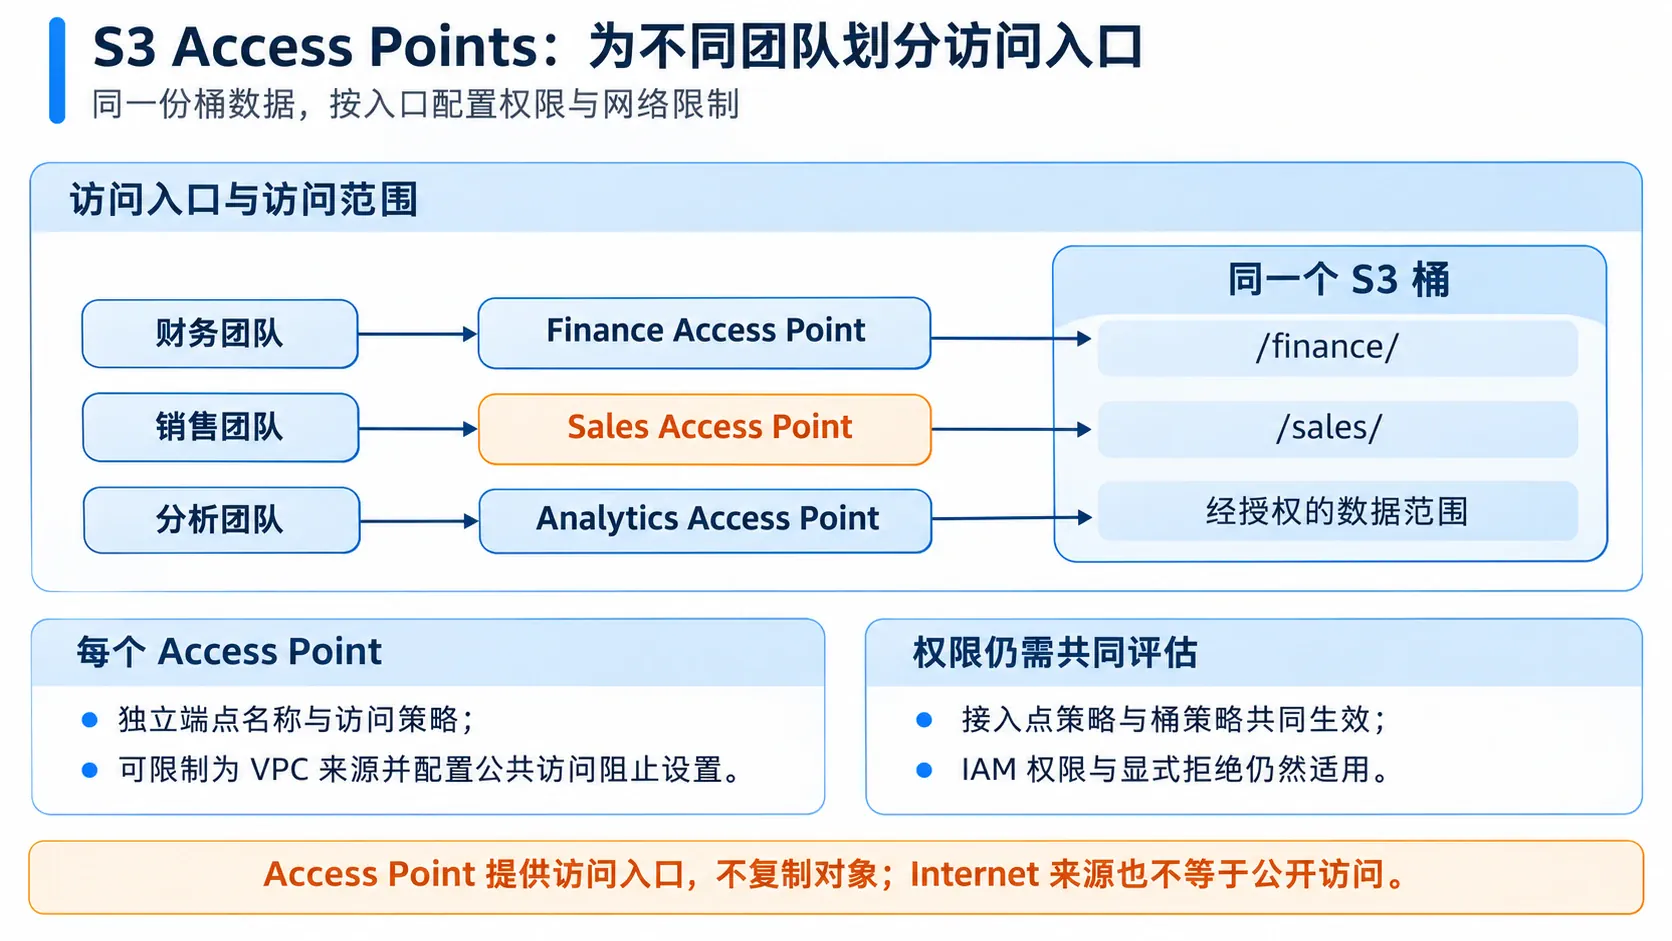 S3 Access Points：为不同团队划分访问入口
同一份桶数据，按入口配置权限与网络限制
访问入口与访问范围
同一个 S3 桶
财务团队
Finance Access Point
/finance/
销售团队
Sales Access Point
/sales/
分析团队
Analytics Access Point
经授权的数据范围
每个 Access Point
独立端点名称与访问策略；
可限制为 VPC 来源并配置公共访问阻止设置。
权限仍需共同评估
接入点策略与桶策略共同生效；
IAM 权限与显式拒绝仍然适用。
Access Point 提供访问入口，不复制对象；Internet 来源也不等于公开访问。